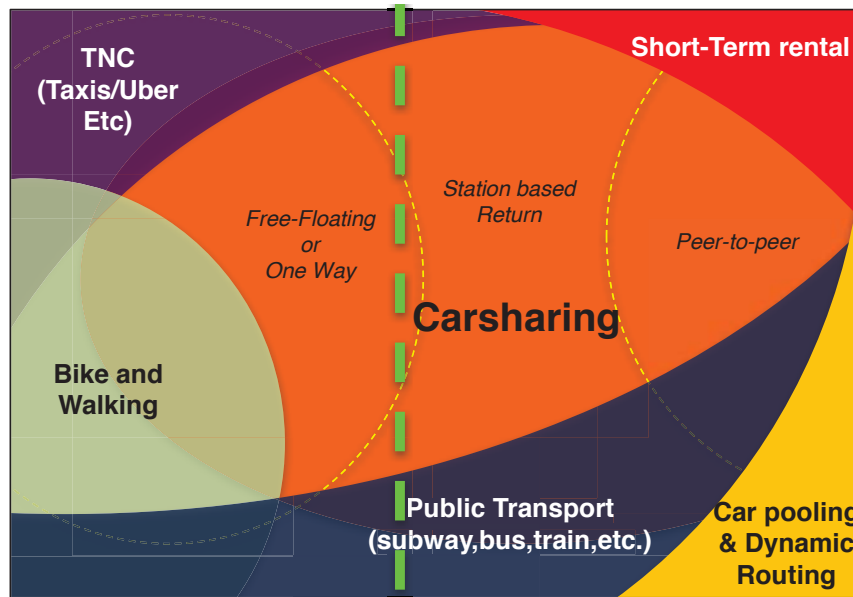 TNC
(Taxis/Uber
Etc)
Short-Term rental
Free-Floating
or
One Way
Station based
Return
Peer-to-peer
Carsharing
Bike and
Walking
Public Transport
(subway,bus,train,etc.)
Car pooling
& Dynamic
Routing